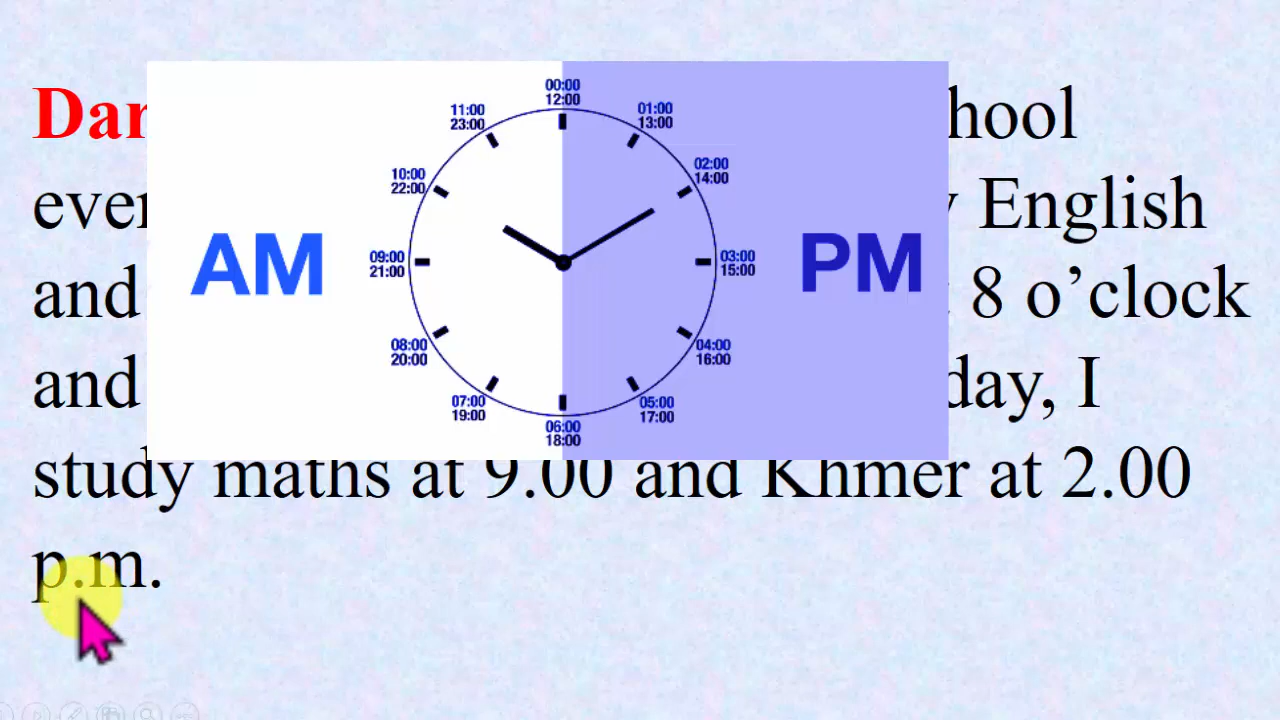 Dar
hool
ever
English
and
8 o’clock
and
day, I
study maths at 9.00 and Khmer at 2.00
p.m.
AM
PM
00:00
12:00
01:00
13:00
02:00
14:00
03:00
15:00
04:00
16:00
05:00
17:00
06:00
18:00
07:00
19:00
08:00
20:00
09:00
21:00
10:00
22:00
11:00
23:00